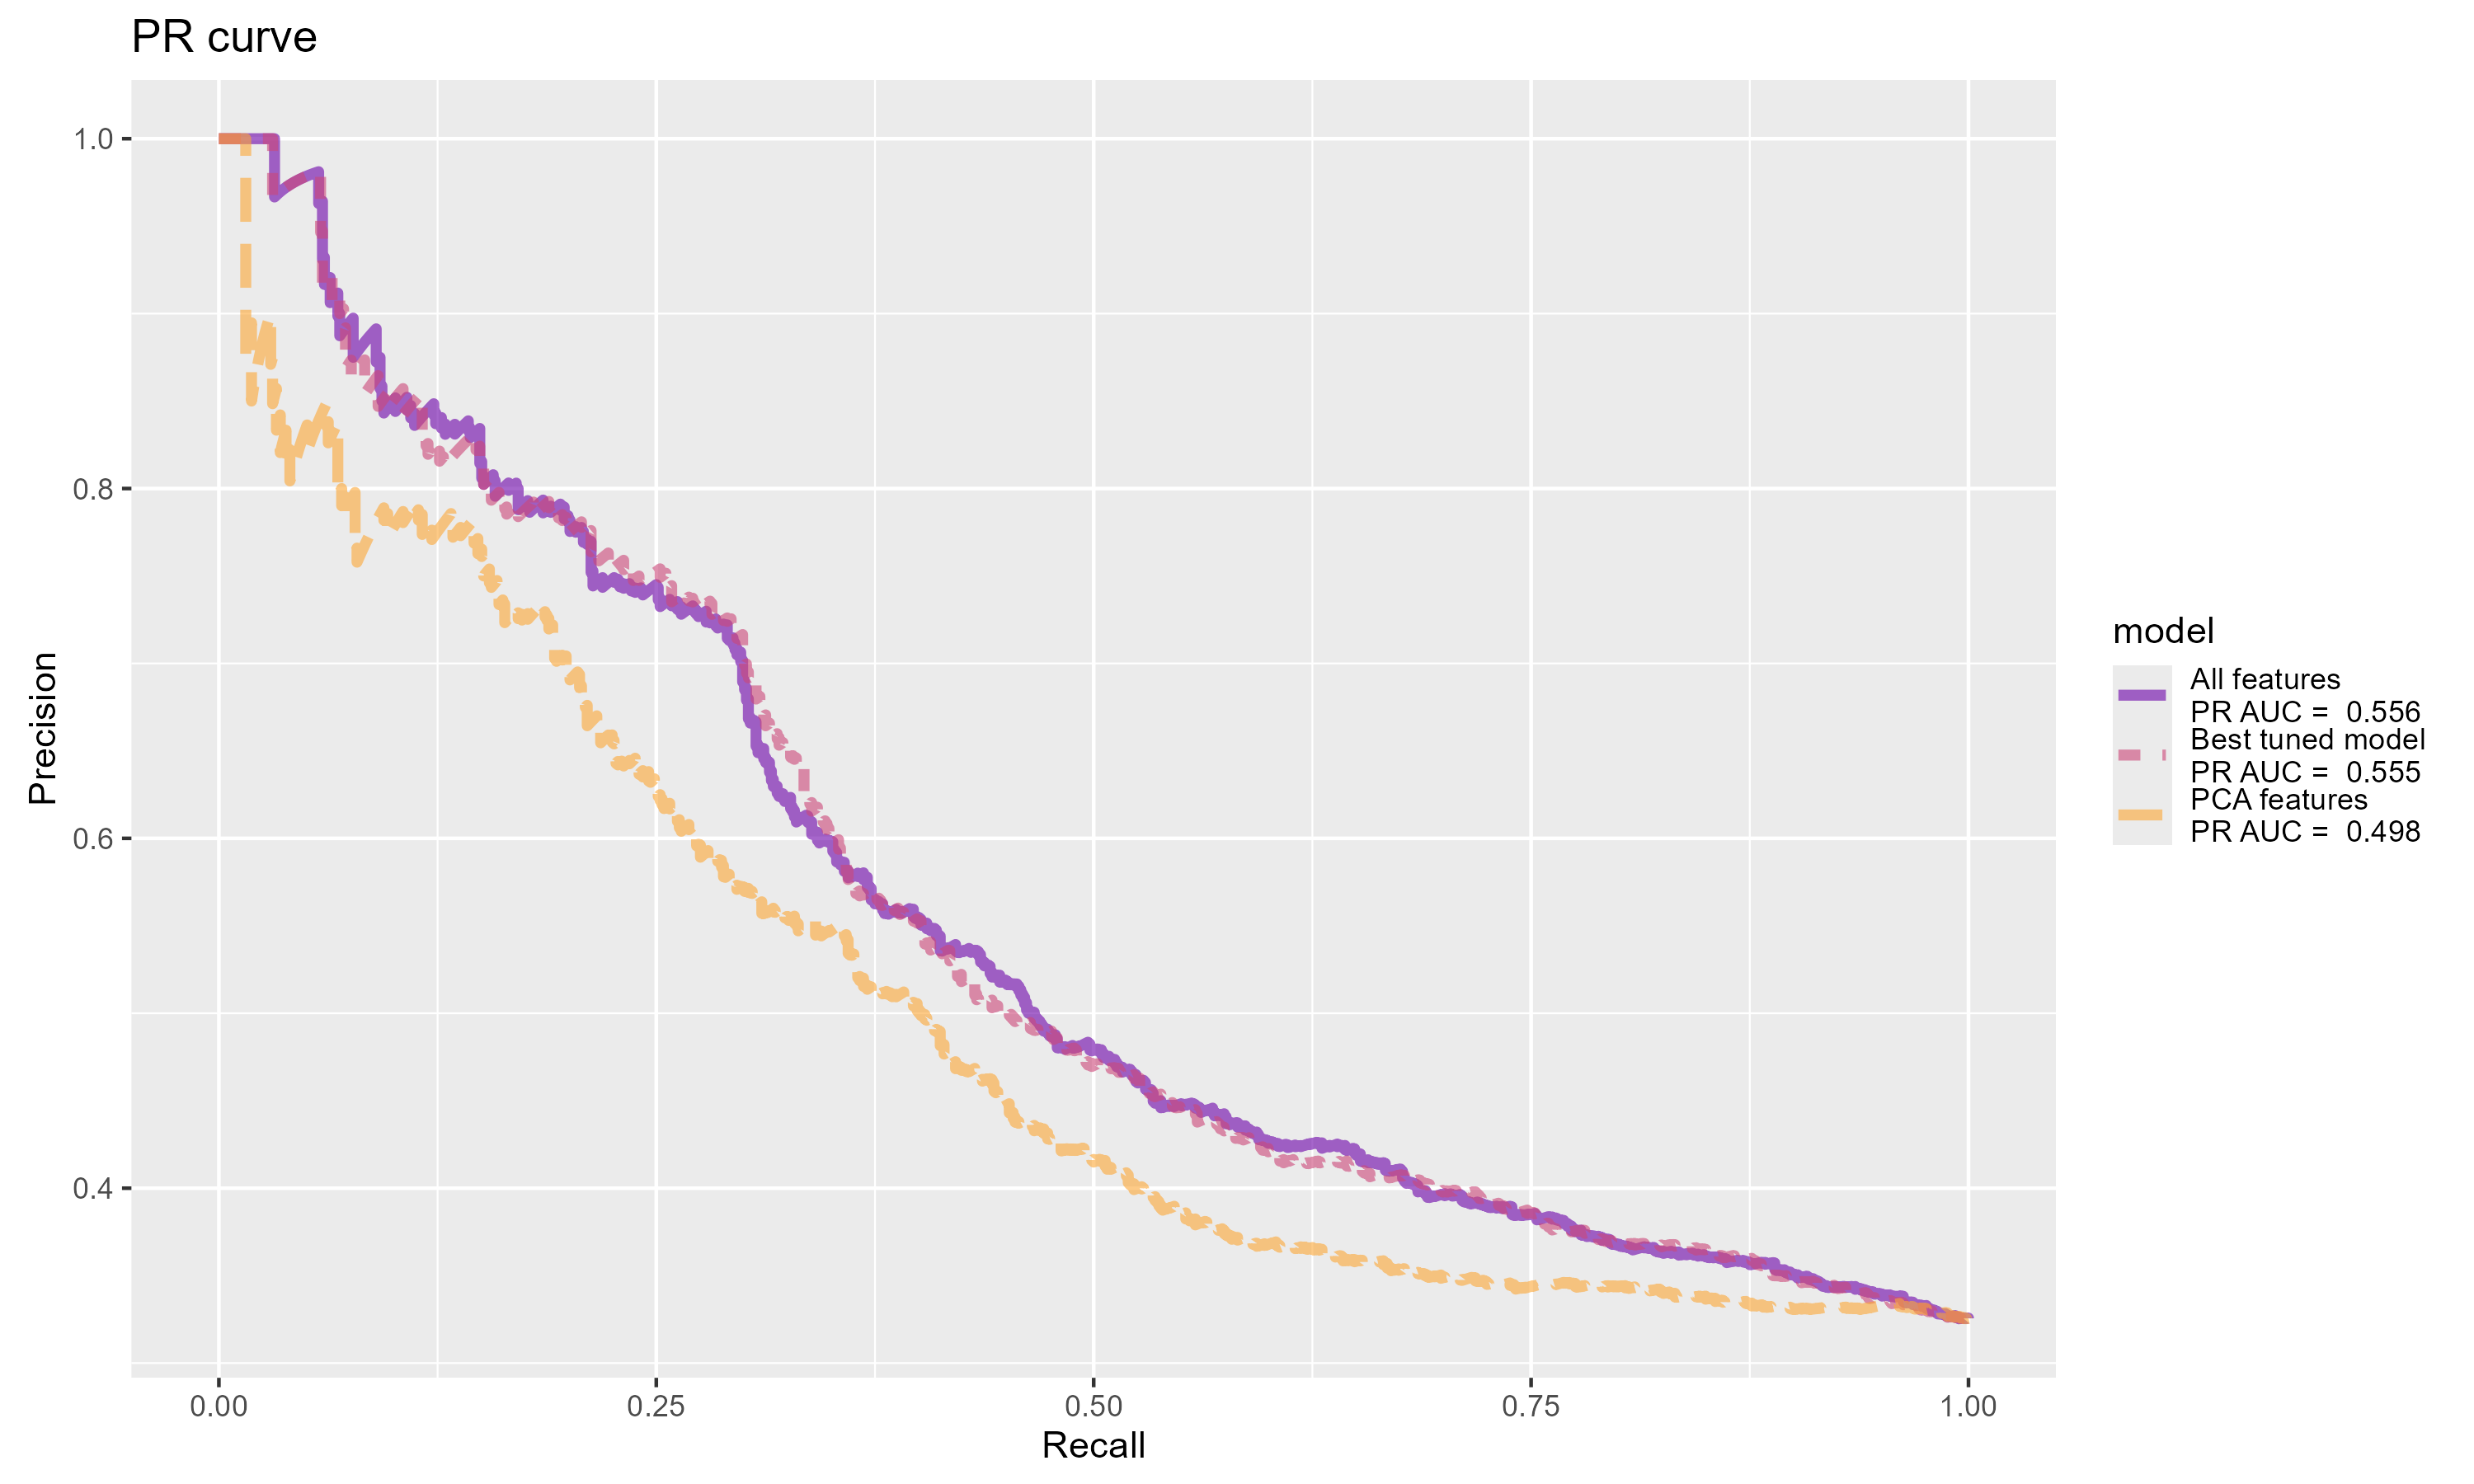 PR curve
Precision
1.0
0.8
0.6
0.4
0.00
0.25
0.50
0.75
1.00
Recall
model
All features
PR AUC =  0.556
Best tuned model
PR AUC =  0.555
PCA features
PR AUC =  0.498